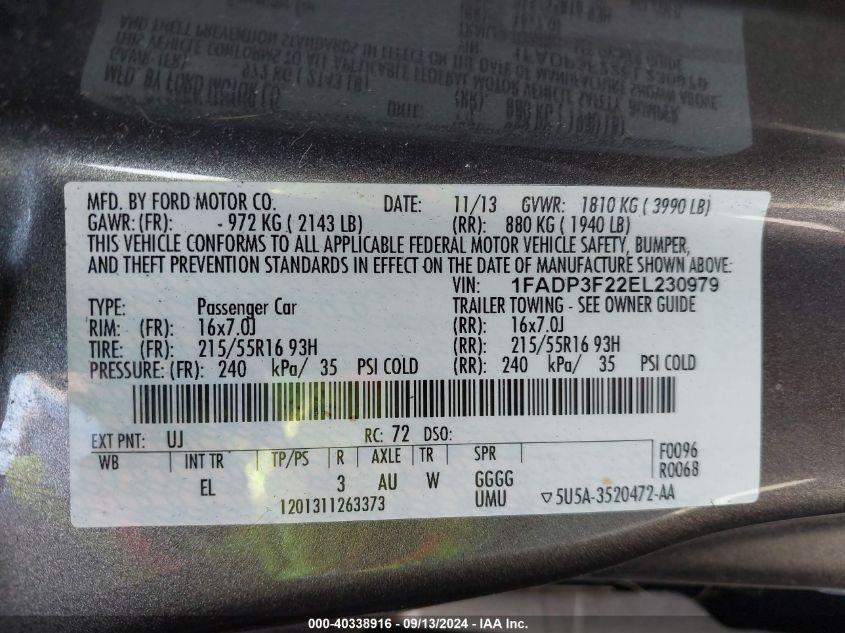 MFD. BY FORD MOTOR CO. DATE: 11/13 GVWR: 1810 KG ( 3990 LB)
GAWR: (FR): - 972 KG ( 2143 LB) (RR): 880 KG ( 1940 LB)
THIS VEHICLE CONFORMS TO ALL APPLICABLE FEDERAL MOTOR VEHICLE SAFETY, BUMPER,
AND THEFT PREVENTION STANDARDS IN EFFECT ON THE DATE OF MANUFACTURE SHOWN ABOVE.
VIN: 1FADP3F22EL230979
TYPE: Passenger Car TRAILER TOWING - SEE OWNER GUIDE
RIM: (FR): 16x7.0J (RR): 16x7.0J
TIRE: (FR): 215/55R16 93H (RR): 215/55R16 93H
PRESSURE: (FR): 240 kPa/ 35 PSI COLD (RR): 240 kPa/ 35 PSI COLD
EXT PNT: UJ RC: 72 DSO:
WB INT TR TP/PS R AXLE TR SPR F0096
R0068
EL 3 AU W GGGG
1201311263373 UMU ▽5U5A-3520472-AA
000-40338916 - 09/13/2024 - IAA Inc.